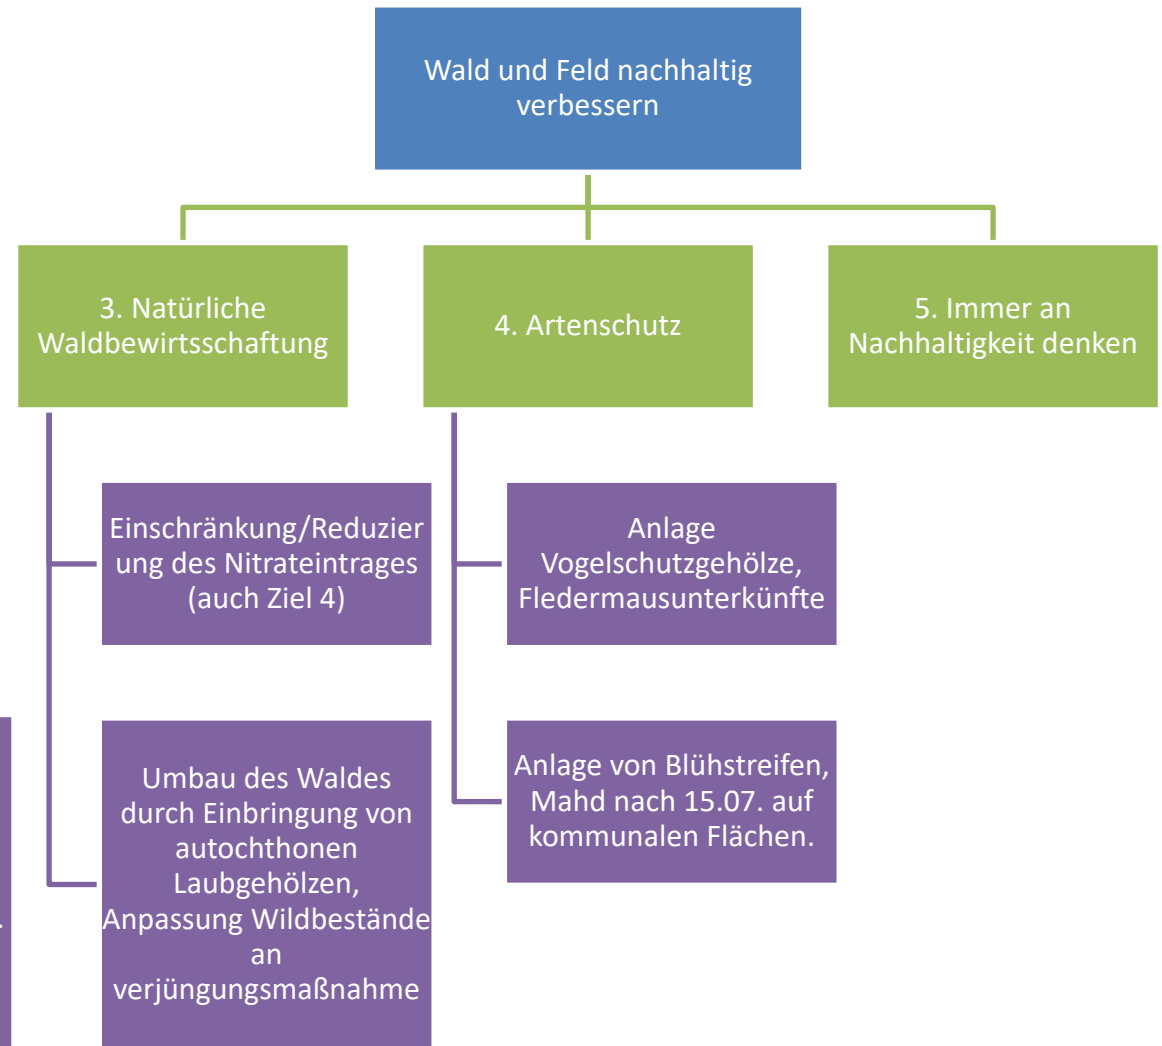 Wald und Feld nachhaltig
verbessern
3. Natürliche
Waldbewirtsschaftung
4. Artenschutz
5. Immer an
Nachhaltigkeit denken
Einschränkung/Reduzier
ung des Nitrateintrages
(auch Ziel 4)
Anlage
Vogelschutzgehölze,
Fledermausunterkünfte
Umbau des Waldes
durch Einbringung von
autochthonen
Laubgehölzen,
Anpassung Wildbestände
an
verjüngungsmaßnahme
Anlage von Blühstreifen,
Mahd nach 15.07. auf
kommunalen Flächen.
.